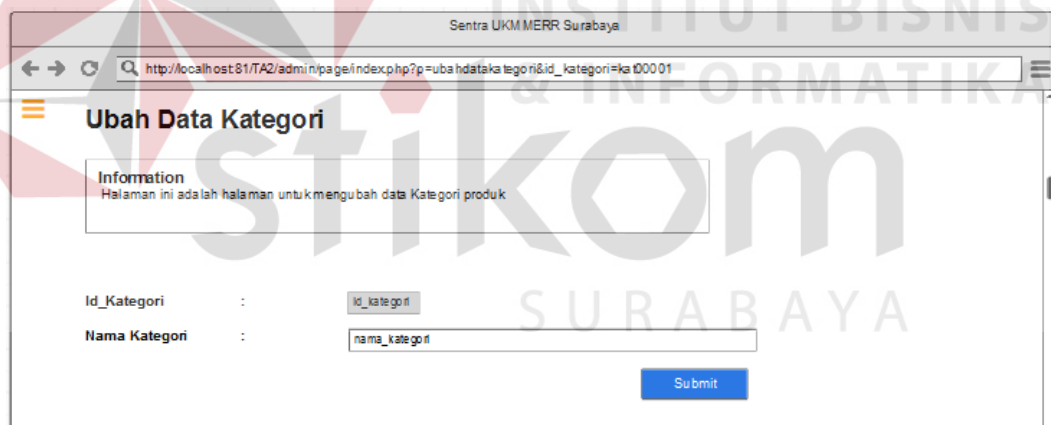 INSTITUT BISNIS
Sentra UKM MERR Surabaya
http://localhost:81/TA2/admin/page/index.php?p=ubahdatakategori&id_kategori=kat00001
& INFORMATIKA
Ubah Data Kategori
stikom
Information
Halaman ini adalah halaman untuk mengubah data Kategori produk
SURABAYA
Id_Kategori : Id_kategori
Nama Kategori : nama_kategori
Submit